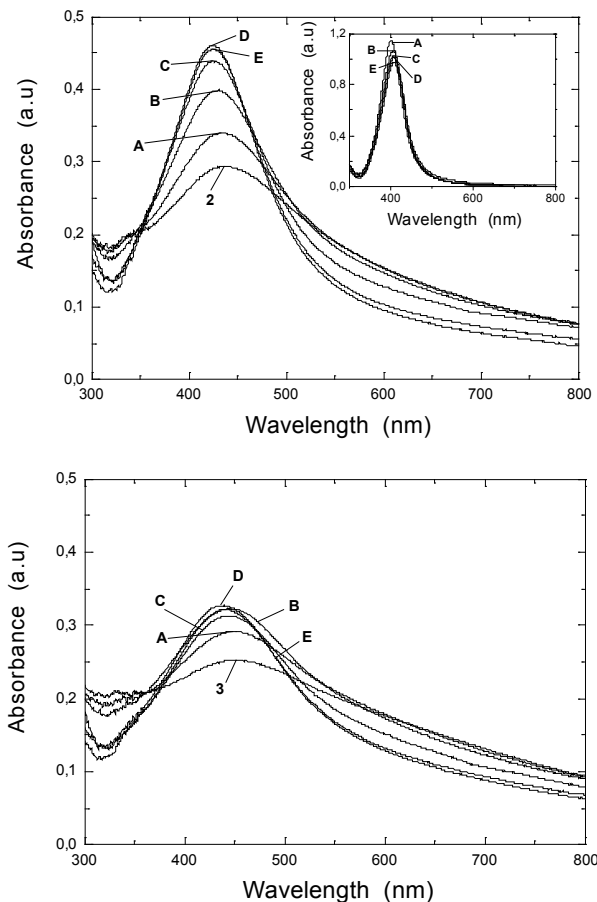 0,5
0,4
0,3
0,2
0,1
0,0
Absorbance (a.u)
D
E
C
B
A
2
300 400 500 600 700 800
Wavelength (nm)
1,2
0,8
0,4
0,0
Absorbance (a.u)
A
B
C
E
D
400 600 800
Wavelength (nm)
0,5
0,4
0,3
0,2
0,1
0,0
Absorbance (a.u)
D
C
B
A
E
3
300 400 500 600 700 800
Wavelength (nm)